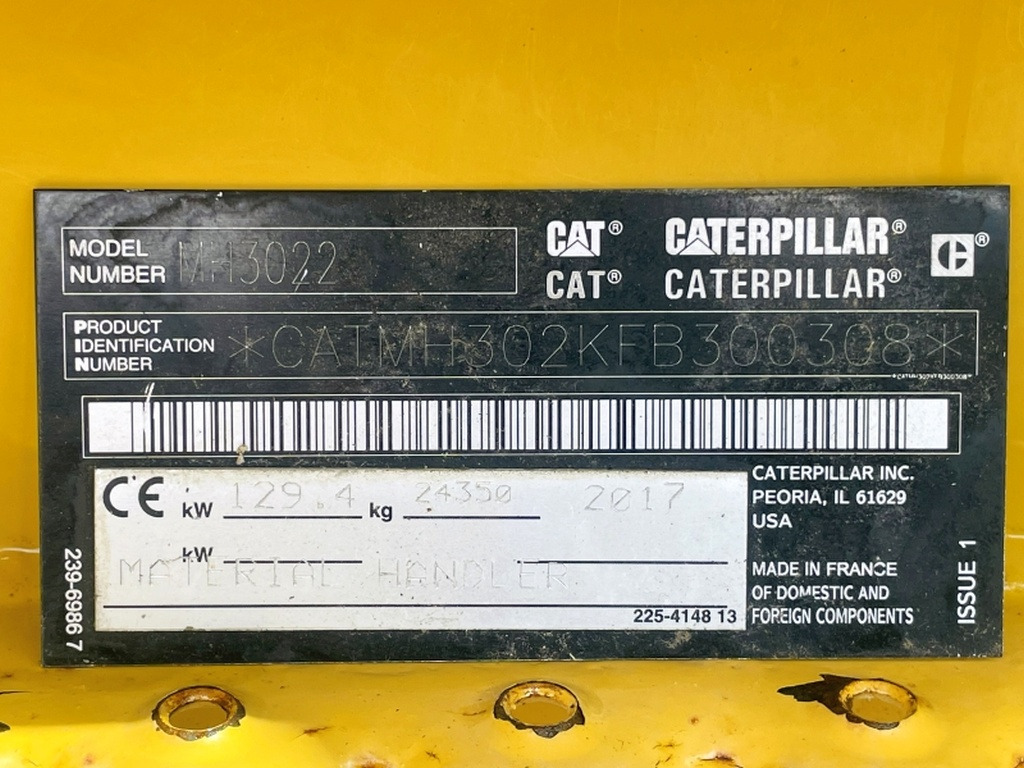 MODEL
NUMBER MH3022
CAT® CATERPILLAR®
CAT® CATERPILLAR®
PRODUCT
IDENTIFICATION
NUMBER *CATMH302KFB300308*
*CATMH302KFB300308*
CE kW 129.4 kg 24350 2017
kW
MATERIAL HANDLER
225-4148 13
CATERPILLAR INC.
PEORIA, IL 61629
USA
MADE IN FRANCE
OF DOMESTIC AND
FOREIGN COMPONENTS
239-6986 7
ISSUE 1